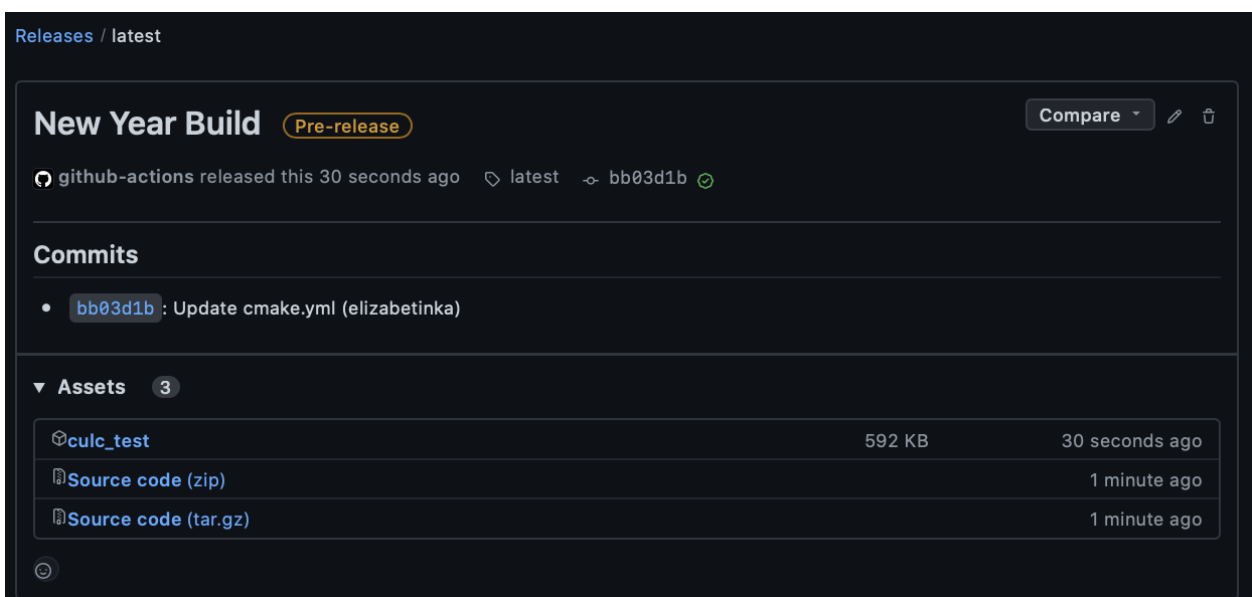 Releases / latest
New Year Build Pre-release Compare
github-actions released this 30 seconds ago latest bb03d1b
Commits
bb03d1b : Update cmake.yml (elizabetinka)
Assets 3
culc_test 592 KB 30 seconds ago
Source code (zip) 1 minute ago
Source code (tar.gz) 1 minute ago